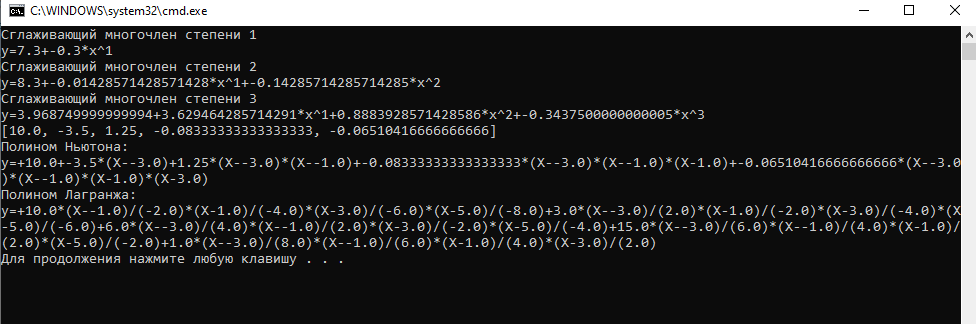 C:\WINDOWS\system32\cmd.exe
Сглаживающий многочлен степени 1
y=7.3+-0.3*x^1
Сглаживающий многочлен степени 2
y=8.3+-0.01428571428571428*x^1+-0.14285714285714285*x^2
Сглаживающий многочлен степени 3
y=3.968749999999994+3.629464285714291*x^1+0.8883928571428586*x^2+-0.3437500000000005*x^3
[10.0, -3.5, 1.25, -0.08333333333333333, -0.06510416666666666]
Полином Ньютона:
y=+10.0+-3.5*(X--3.0)+1.25*(X--3.0)*(X--1.0)+-0.08333333333333333*(X--3.0)*(X--1.0)*(X-1.0)+-0.06510416666666666*(X--3.0
)*(X--1.0)*(X-1.0)*(X-3.0)
Полином Лагранжа:
y=+10.0*(X--1.0)/(-2.0)*(X-1.0)/(-4.0)*(X-3.0)/(-6.0)*(X-5.0)/(-8.0)+3.0*(X--3.0)/(2.0)*(X-1.0)/(-2.0)*(X-3.0)/(-4.0)*(X
-5.0)/(-6.0)+6.0*(X--3.0)/(4.0)*(X--1.0)/(2.0)*(X-3.0)/(-2.0)*(X-5.0)/(-4.0)+15.0*(X--3.0)/(6.0)*(X--1.0)/(4.0)*(X-1.0)/
(2.0)*(X-5.0)/(-2.0)+1.0*(X--3.0)/(8.0)*(X--1.0)/(6.0)*(X-1.0)/(4.0)*(X-3.0)/(2.0)
Для продолжения нажмите любую клавишу . . .